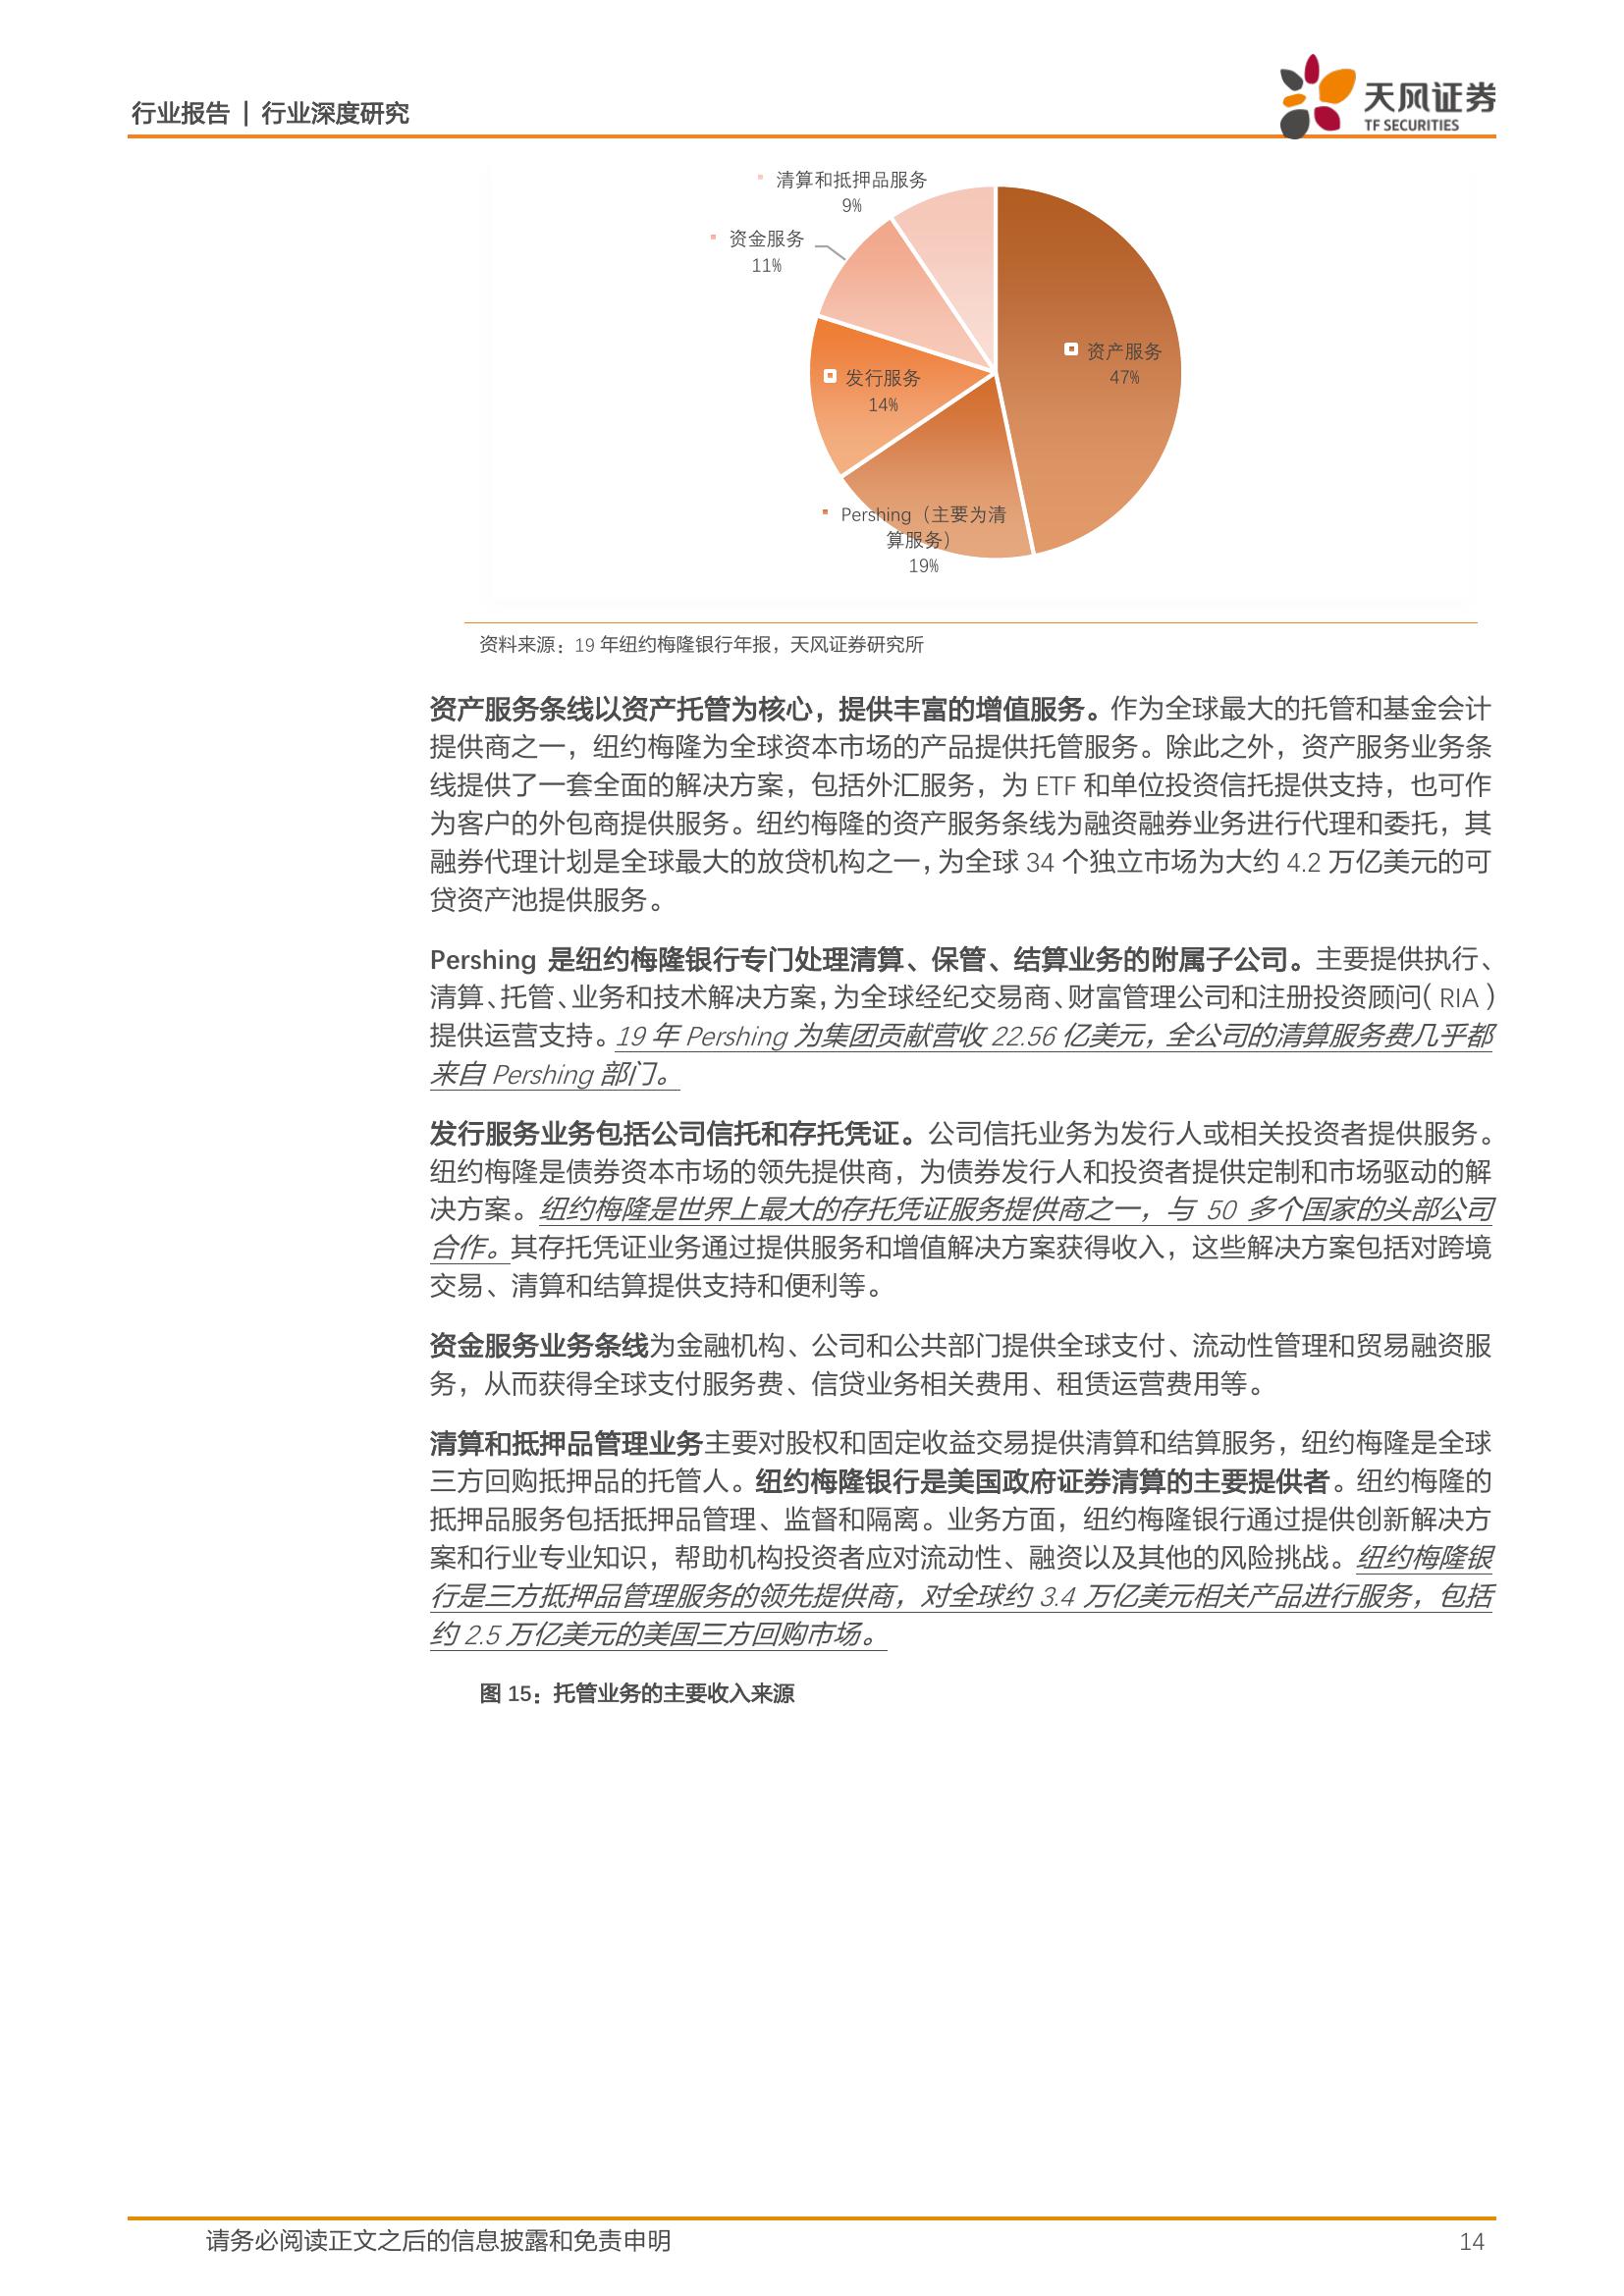 行业报告 | 行业深度研究
天风证券
TF SECURITIES
清算和抵押品服务
9%
资金服务
11%
资产服务
47%
发行服务
14%
Pershing（主要为清
算服务）
19%
资料来源：19 年纽约梅隆银行年报，天风证券研究所
资产服务条线以资产托管为核心，提供丰富的增值服务。作为全球最大的托管和基金会计
提供商之一，纽约梅隆为全球资本市场的产品提供托管服务。除此之外，资产服务业务条
线提供了一套全面的解决方案，包括外汇服务，为 ETF 和单位投资信托提供支持，也可作
为客户的外包商提供服务。纽约梅隆的资产服务条线为融资融券业务进行代理和委托，其
融券代理计划是全球最大的放贷机构之一，为全球 34 个独立市场为大约 4.2 万亿美元的可
贷资产池提供服务。
Pershing 是纽约梅隆银行专门处理清算、保管、结算业务的附属子公司。主要提供执行、
清算、托管、业务和技术解决方案，为全球经纪交易商、财富管理公司和注册投资顾问（RIA）
提供运营支持。19 年 Pershing 为集团贡献营收 22.56 亿美元，全公司的清算服务费几乎都
来自 Pershing 部门。
发行服务业务包括公司信托和存托凭证。公司信托业务为发行人或相关投资者提供服务。
纽约梅隆是债券资本市场的领先提供商，为债券发行人和投资者提供定制和市场驱动的解
决方案。纽约梅隆是世界上最大的存托凭证服务提供商之一，与 50 多个国家的头部公司
合作。其存托凭证业务通过提供服务和增值解决方案获得收入，这些解决方案包括对跨境
交易、清算和结算提供支持和便利等。
资金服务业务条线为金融机构、公司和公共部门提供全球支付、流动性管理和贸易融资服
务，从而获得全球支付服务费、信贷业务相关费用、租赁运营费用等。
清算和抵押品管理业务主要对股权和固定收益交易提供清算和结算服务，纽约梅隆是全球
三方回购抵押品的托管人。纽约梅隆银行是美国政府证券清算的主要提供者。纽约梅隆的
抵押品服务包括抵押品管理、监督和隔离。业务方面，纽约梅隆银行通过提供创新解决方
案和行业专业知识，帮助机构投资者应对流动性、融资以及其他的风险挑战。纽约梅隆银
行是三方抵押品管理服务的领先提供商，对全球约 3.4 万亿美元相关产品进行服务，包括
约 2.5 万亿美元的美国三方回购市场。
图 15：托管业务的主要收入来源
请务必阅读正文之后的信息披露和免责申明
14